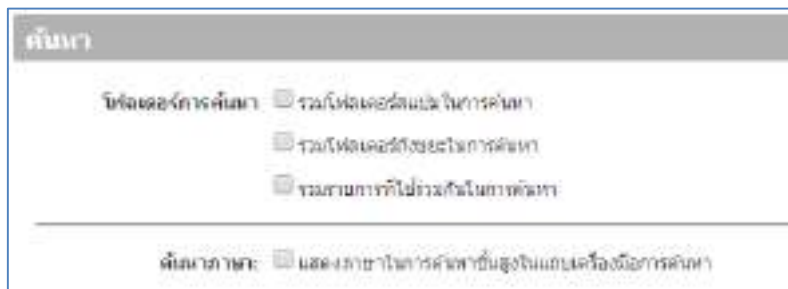 ค้นหา
โฟลเดอร์การค้นหา รวมโฟลเดอร์สแปมในการค้นหา
รวมโฟลเดอร์ถังขยะในการค้นหา
รวมรายการที่ใช้ร่วมกันในการค้นหา
ค้นหาภาษา: แสดงภาษาในการค้นหาขั้นสูงในแถบเครื่องมือการค้นหา